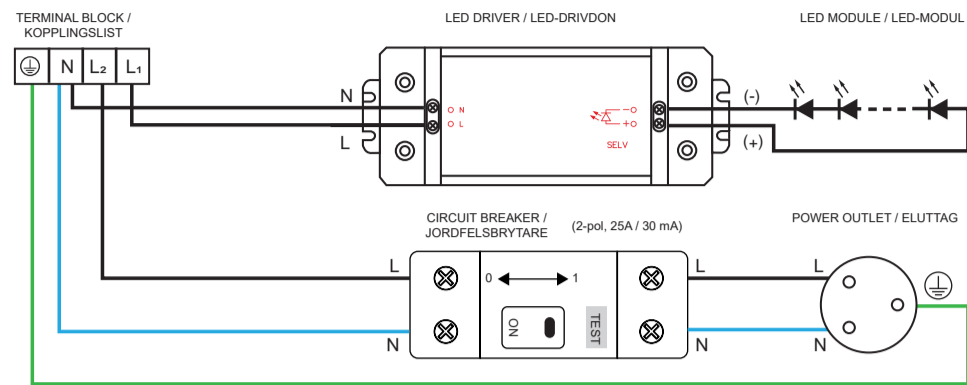 TERMINAL BLOCK /
KOPPLINGSLIST
LED DRIVER / LED-DRIVDON
LED MODULE / LED-MODUL
N L₂ L₁
N
L
O N
O L
−O
+O
SELV
(-)
(+)
CIRCUIT BREAKER /
JORDFELSBRYTARE
(2-pol, 25A / 30 mA)
POWER OUTLET / ELUTTAG
L
N
0 1
ON
TEST
L
N
L
N